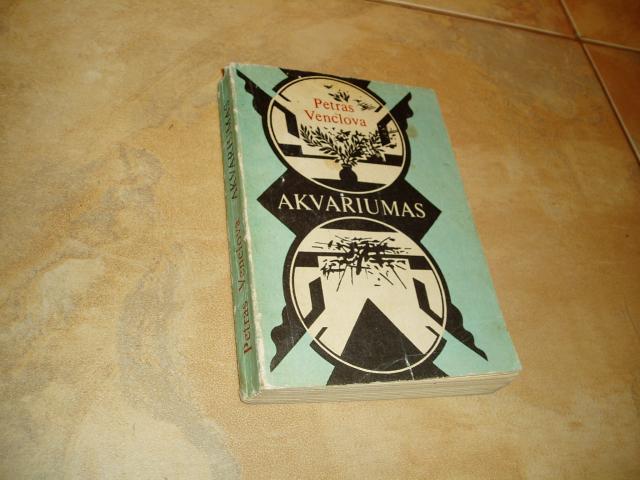 Petras
Venclova
AKVARIUMAS
Petras Venclova AKVARIUMAS